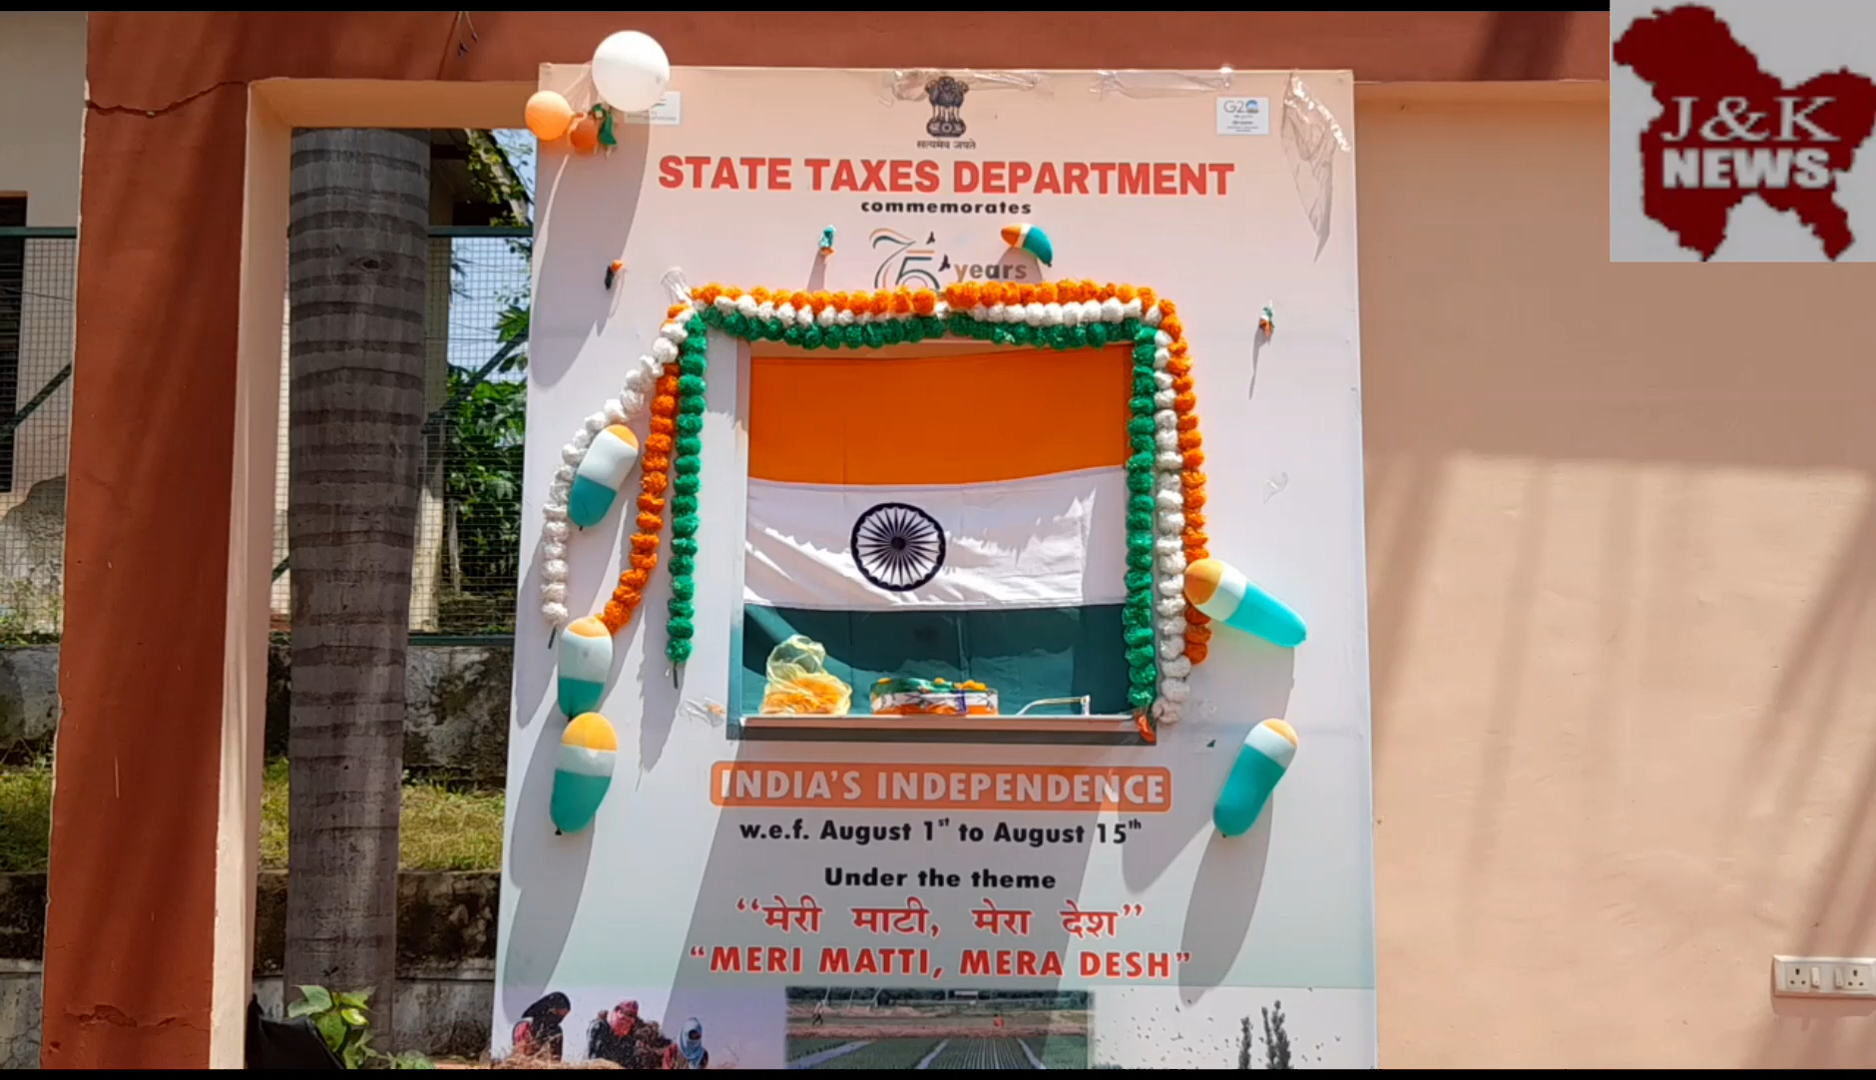 सत्यमेव जयते
G20
STATE TAXES DEPARTMENT
commemorates
75 years
INDIA'S INDEPENDENCE
w.e.f. August 1st to August 15th
Under the theme
“मेरी माटी, मेरा देश”
“MERI MATTI, MERA DESH”
J&K
NEWS